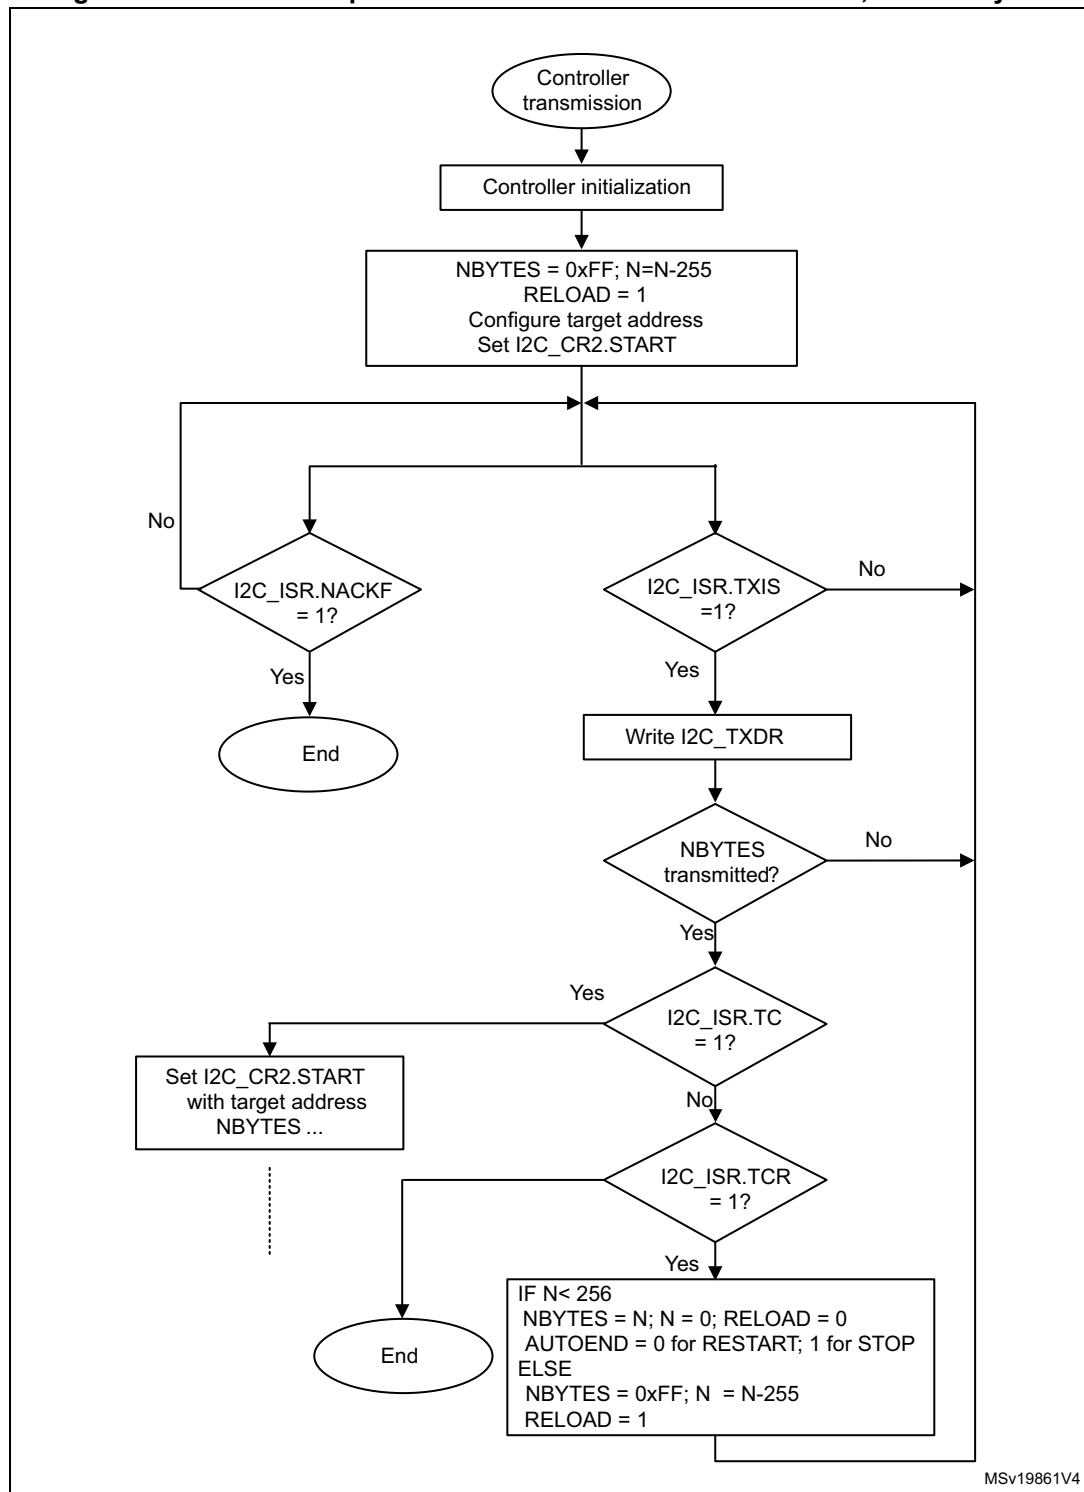 Controller
transmission
Controller initialization
NBYTES = 0xFF; N=N-255
RELOAD = 1
Configure target address
Set I2C_CR2.START
No
I2C_ISR.NACKF
= 1?
Yes
End
I2C_ISR.TXIS
=1?
No
Yes
Write I2C_TXDR
NBYTES
transmitted?
No
Yes
I2C_ISR.TC
= 1?
Yes
Set I2C_CR2.START
with target address
NBYTES ...
No
I2C_ISR.TCR
= 1?
Yes
End
IF N< 256
NBYTES = N; N = 0; RELOAD = 0
AUTOEND = 0 for RESTART; 1 for STOP
ELSE
NBYTES = 0xFF; N = N-255
RELOAD = 1
MSv19861V4